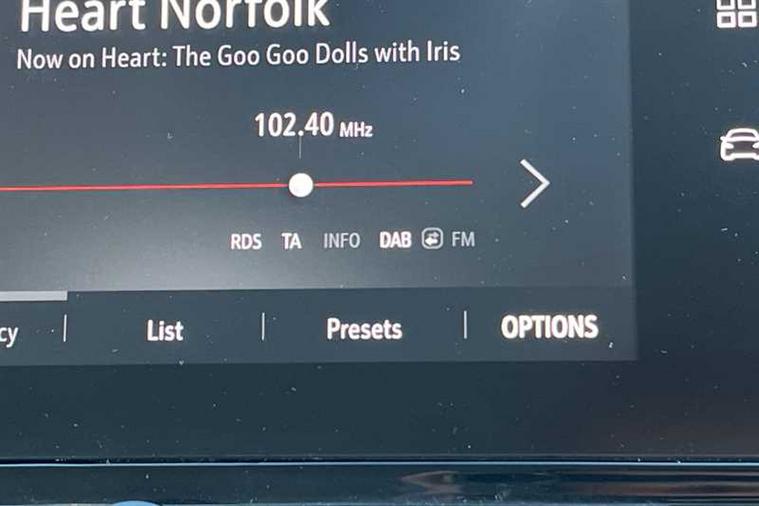 Heart Norfolk
Now on Heart: The Goo Goo Dolls with Iris
102.40 MHz
RDS TA INFO DAB FM
cy | List | Presets | OPTIONS